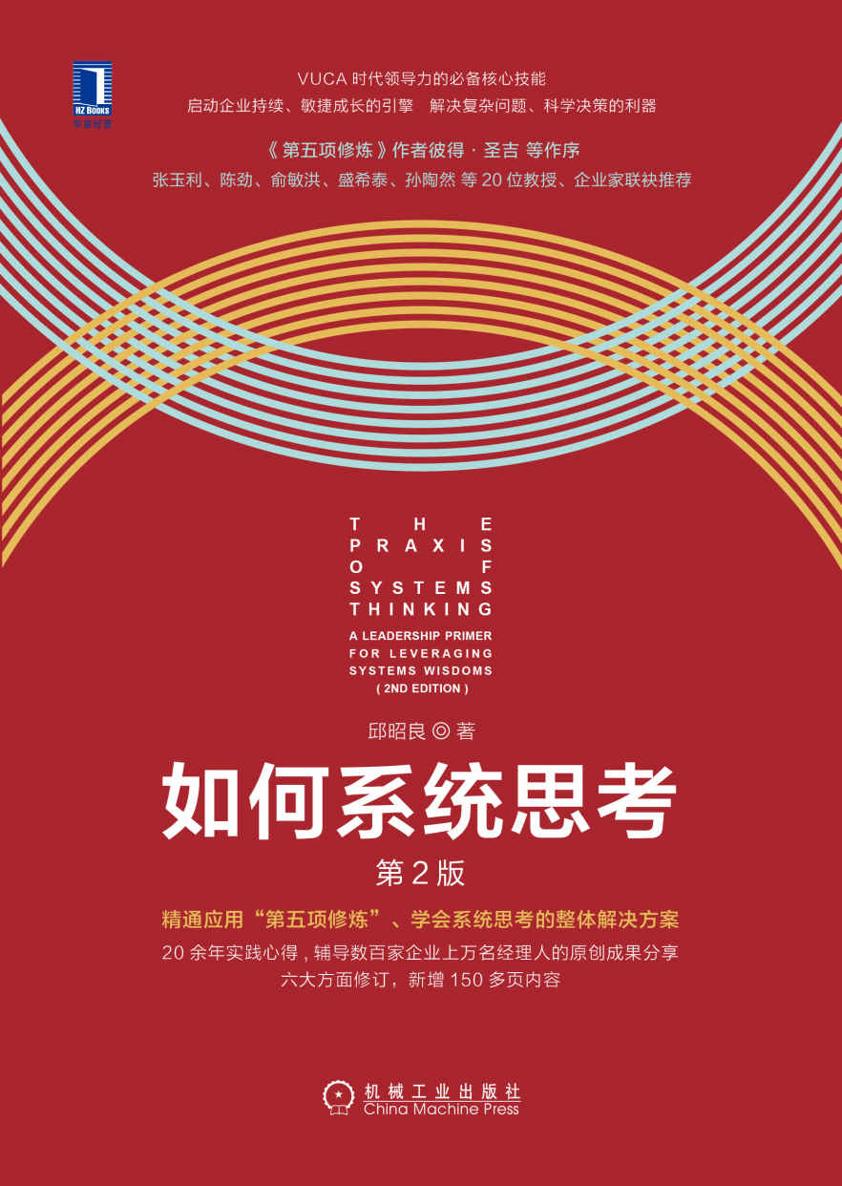 HZ BOOKS
华章经管
VUCA 时代领导力的必备核心技能
启动企业持续、敏捷成长的引擎 解决复杂问题、科学决策的利器
《第五项修炼》作者彼得·圣吉 等作序
张玉利、陈劲、俞敏洪、盛希泰、孙陶然 等 20 位教授、企业家联袂推荐
THE
PRAXIS
OF
SYSTEMS
THINKING
A LEADERSHIP PRIMER
FOR LEVERAGING
SYSTEMS WISDOMS
( 2ND EDITION )
邱昭良 ◎ 著
如何系统思考
第 2 版
精通应用“第五项修炼”、学会系统思考的整体解决方案
20 余年实践心得，辅导数百家企业上万名经理人的原创成果分享
六大方面修订，新增 150 多页内容
机械工业出版社
China Machine Press